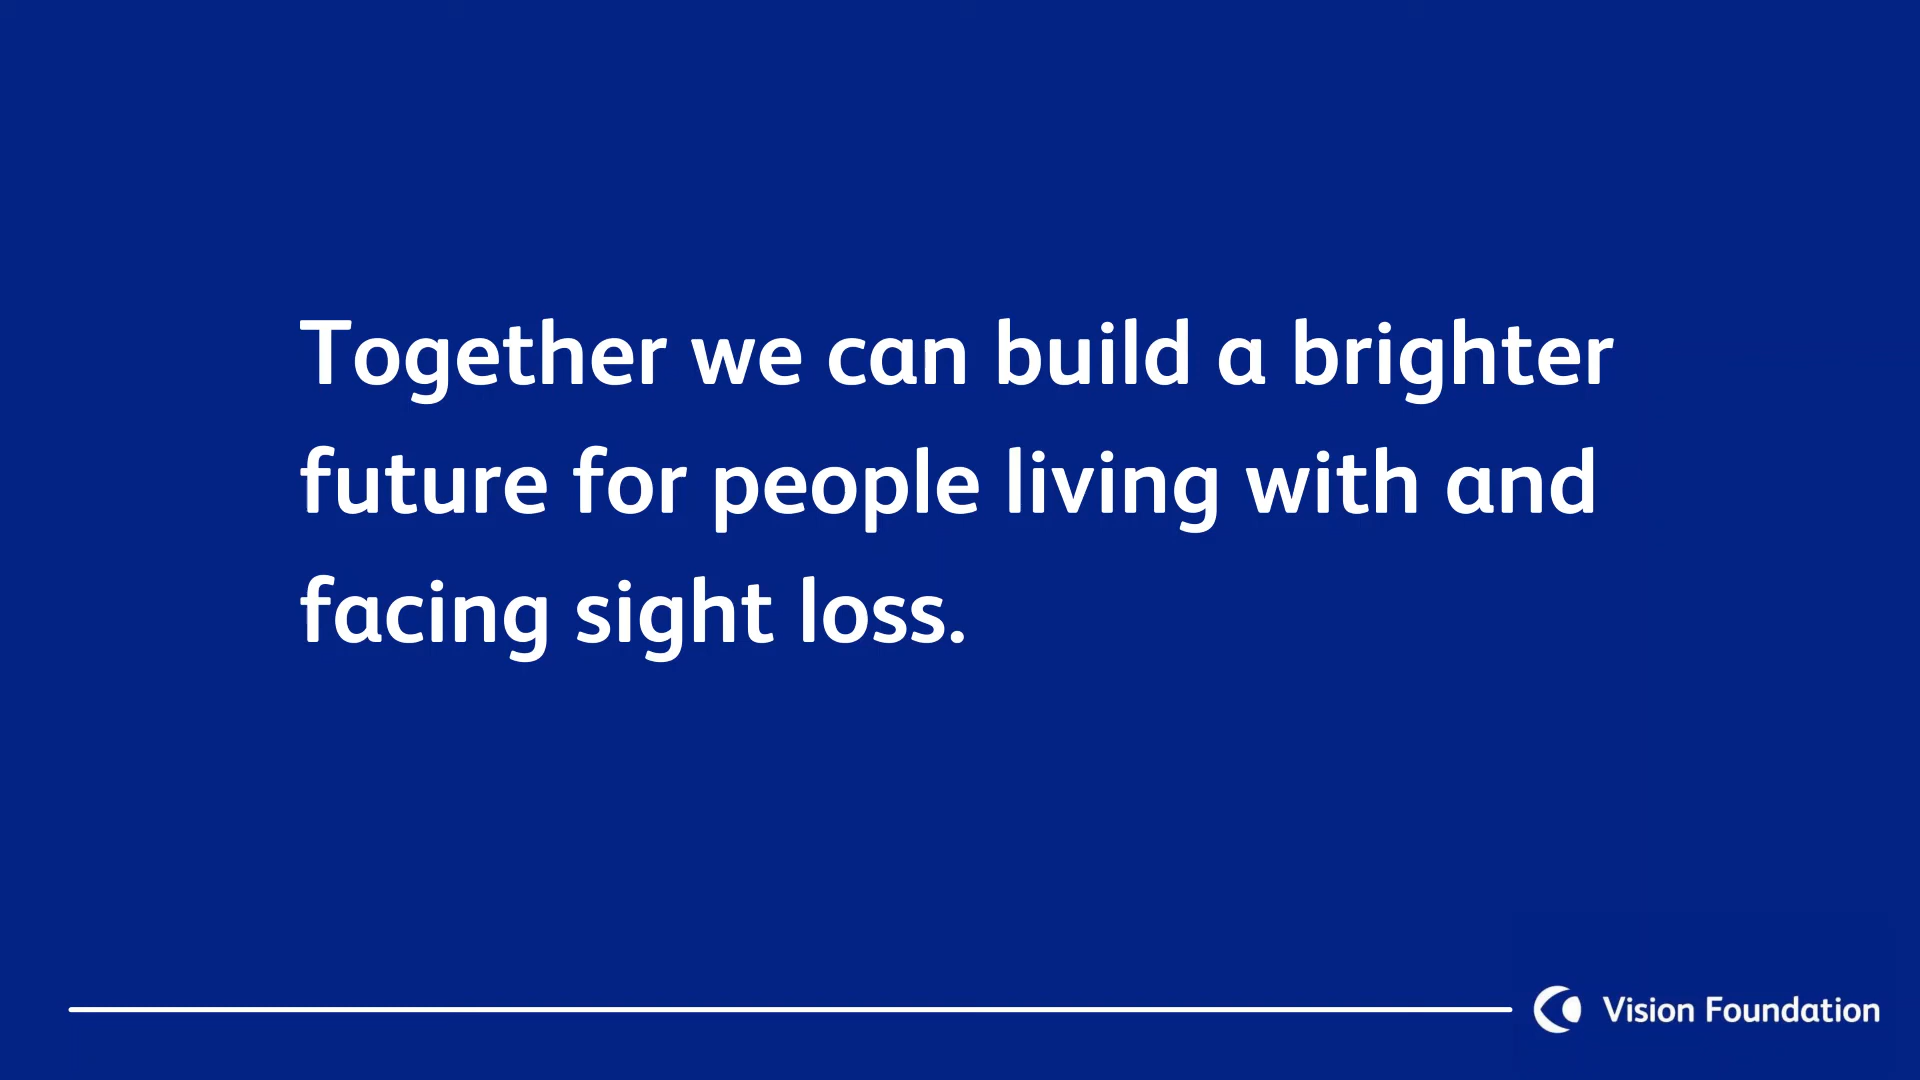 Together we can build a brighter
future for people living with and
facing sight loss.
Vision Foundation